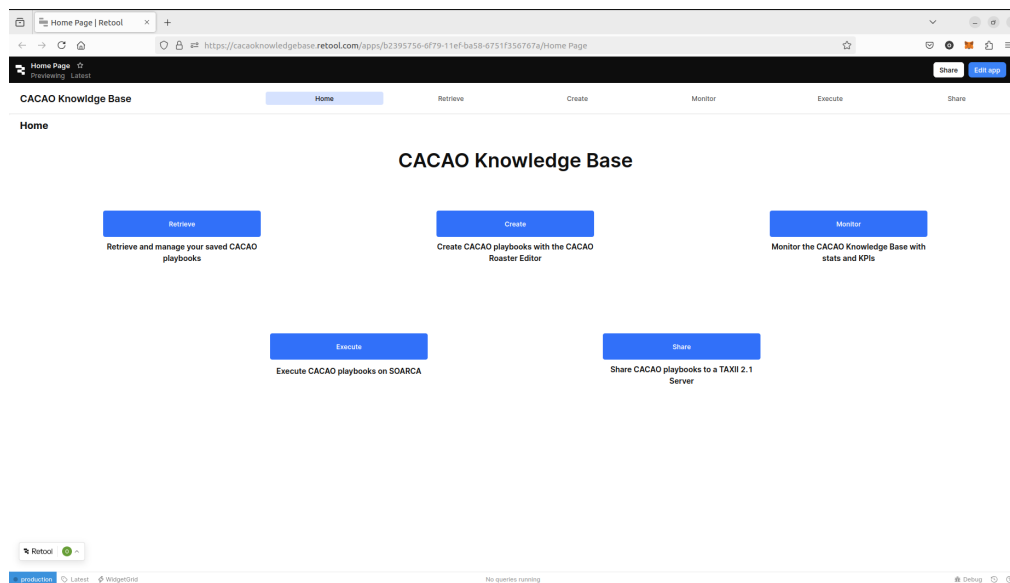 Home Page | Retool
https://cacaoknowledgebase.retool.com/apps/b2395756-6f79-11ef-ba58-6751f356767a/Home Page
Home Page
Previewing Latest
Share Edit app
CACAO Knowldge Base Home Retrieve Create Monitor Execute Share
Home
CACAO Knowledge Base
Retrieve Create Monitor
Retrieve and manage your saved CACAO playbooks
Create CACAO playbooks with the CACAO Roaster Editor
Monitor the CACAO Knowledge Base with stats and KPIs
Execute Share
Execute CACAO playbooks on SOARCA
Share CACAO playbooks to a TAXII 2.1 Server
Retool
production Latest WidgetGrid No queries running Debug